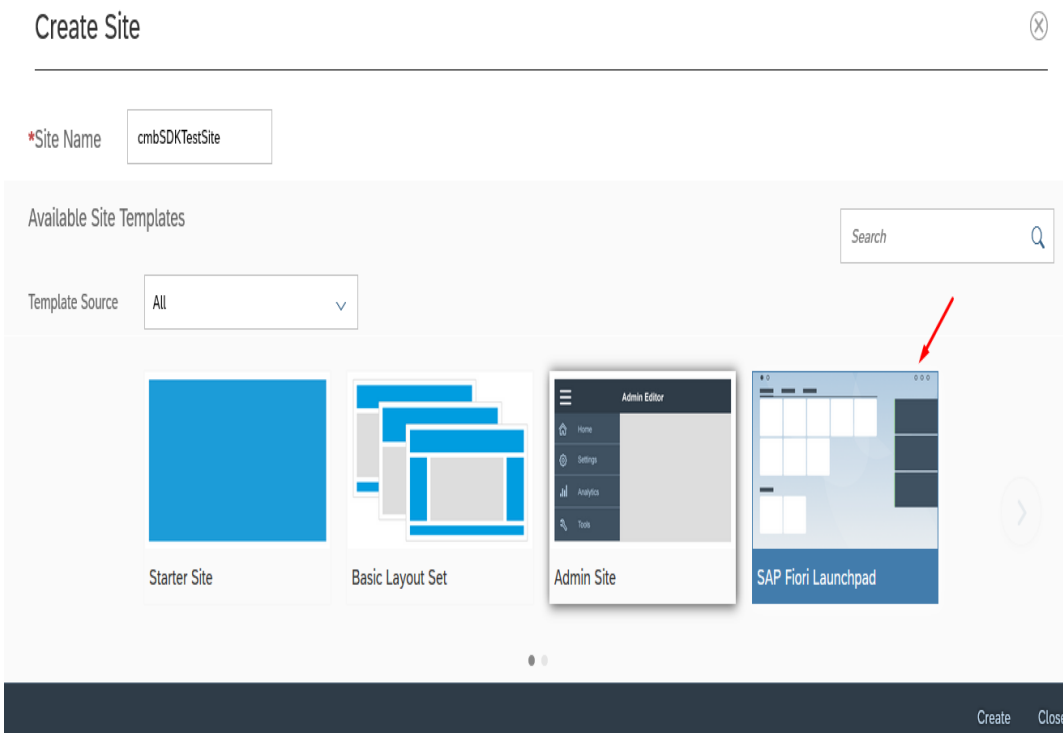 Create Site
*Site Name
cmbSDKTestSite
Available Site Templates
Search
Template Source
All
Admin Editor
Home
Settings
Analytics
Tools
Starter Site
Basic Layout Set
Admin Site
SAP Fiori Launchpad
Create
Close